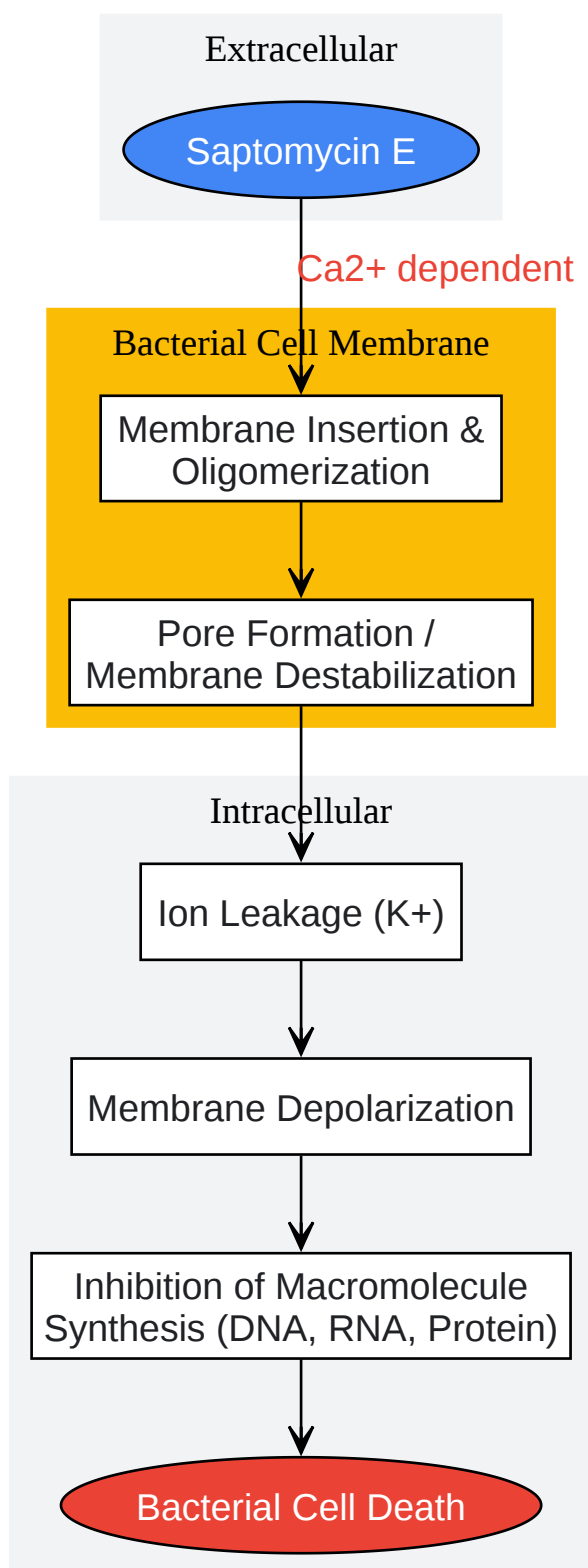 Extracellular
Saptomycin E
Ca2+ dependent
Bacterial Cell Membrane
Membrane Insertion &
Oligomerization
Pore Formation /
Membrane Destabilization
Intracellular
Ion Leakage (K+)
Membrane Depolarization
Inhibition of Macromolecule
Synthesis (DNA, RNA, Protein)
Bacterial Cell Death